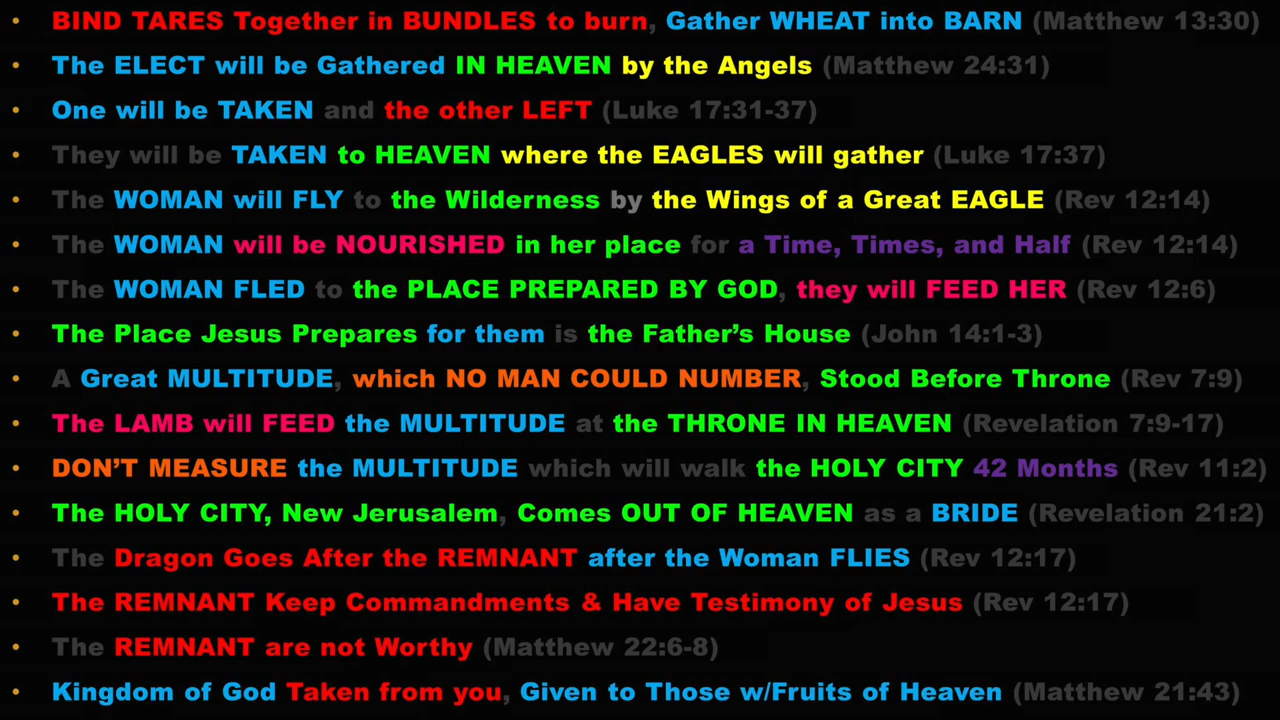 • BIND TARES Together in BUNDLES to burn, Gather WHEAT into BARN (Matthew 13:30)
• The ELECT will be Gathered IN HEAVEN by the Angels (Matthew 24:31)
• One will be TAKEN and the other LEFT (Luke 17:31-37)
• They will be TAKEN to HEAVEN where the EAGLES will gather (Luke 17:37)
• The WOMAN will FLY to the Wilderness by the Wings of a Great EAGLE (Rev 12:14)
• The WOMAN will be NOURISHED in her place for a Time, Times, and Half (Rev 12:14)
• The WOMAN FLED to the PLACE PREPARED BY GOD, they will FEED HER (Rev 12:6)
• The Place Jesus Prepares for them is the Father’s House (John 14:1-3)
• A Great MULTITUDE, which NO MAN COULD NUMBER, Stood Before Throne (Rev 7:9)
• The LAMB will FEED the MULTITUDE at the THRONE IN HEAVEN (Revelation 7:9-17)
• DON’T MEASURE the MULTITUDE which will walk the HOLY CITY 42 Months (Rev 11:2)
• The HOLY CITY, New Jerusalem, Comes OUT OF HEAVEN as a BRIDE (Revelation 21:2)
• The Dragon Goes After the REMNANT after the Woman FLIES (Rev 12:17)
• The REMNANT Keep Commandments & Have Testimony of Jesus (Rev 12:17)
• The REMNANT are not Worthy (Matthew 22:6-8)
• Kingdom of God Taken from you, Given to Those w/Fruits of Heaven (Matthew 21:43)